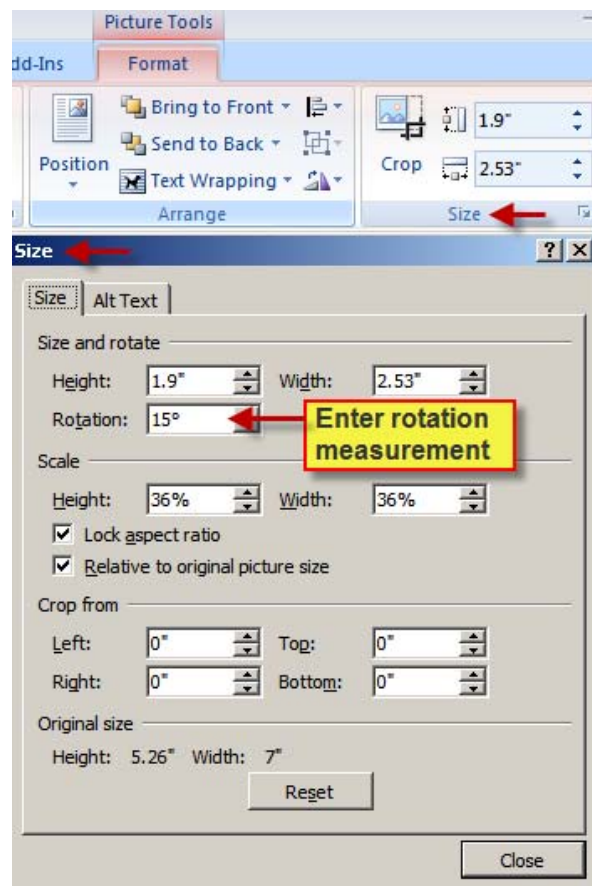 Picture Tools
dd-Ins Format
Bring to Front 1.9"
Send to Back
Position Crop 2.53"
Text Wrapping
Arrange Size
Size ? ×
Size Alt Text
Size and rotate
Height: 1.9" Width: 2.53"
Rotation: 15° Enter rotation
measurement
Scale
Height: 36% Width: 36%
Lock aspect ratio
Relative to original picture size
Crop from
Left: 0" Top: 0"
Right: 0" Bottom: 0"
Original size
Height: 5.26" Width: 7"
Reset
Close